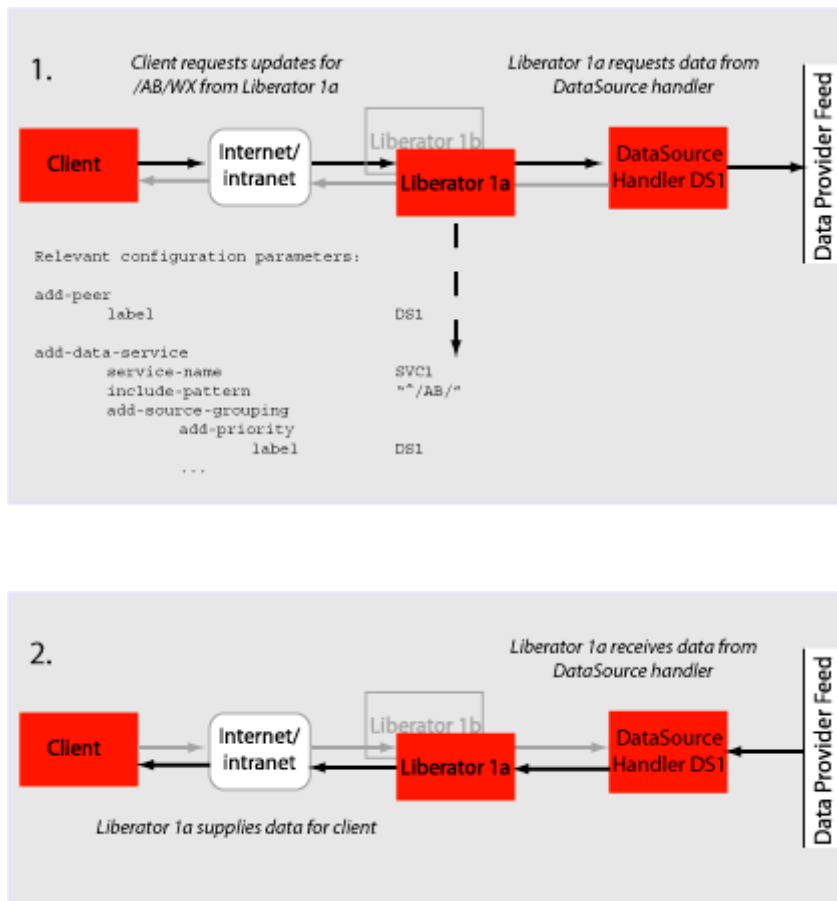 1.
Client requests updates for
/AB/WX from Liberator 1a
Liberator 1a requests data from
DataSource handler
Client
Internet/
intranet
Liberator 1b
Liberator 1a
DataSource
Handler DS1
Data Provider Feed
Relevant configuration parameters:
add-peer
label DS1
add-data-service
service-name SVC1
include-pattern "^/AB/"
add-source-grouping
add-priority
label DS1
...
2.
Liberator 1a receives data from
DataSource handler
Client
Internet/
intranet
Liberator 1b
Liberator 1a
DataSource
Handler DS1
Data Provider Feed
Liberator 1a supplies data for client